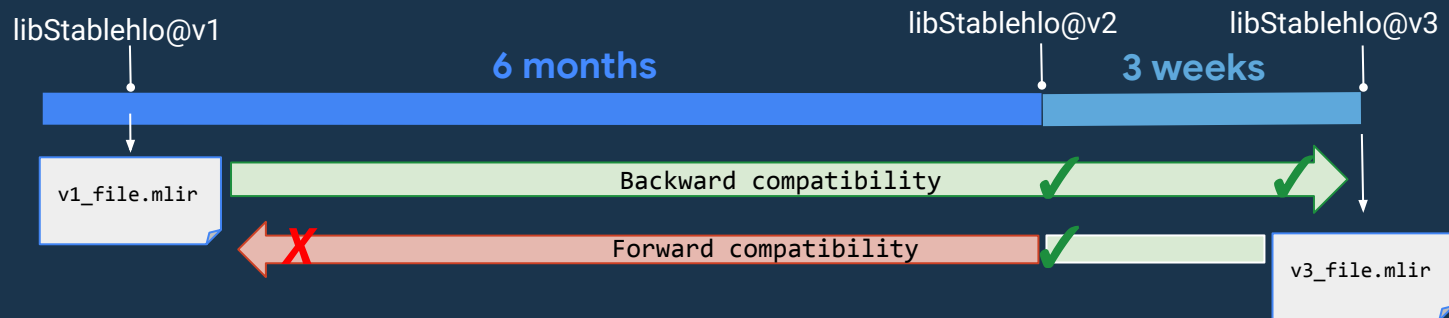 libStablehlo@v1
libStablehlo@v2
libStablehlo@v3
6 months
3 weeks
v1_file.mlir
Backward compatibility
Forward compatibility
v3_file.mlir